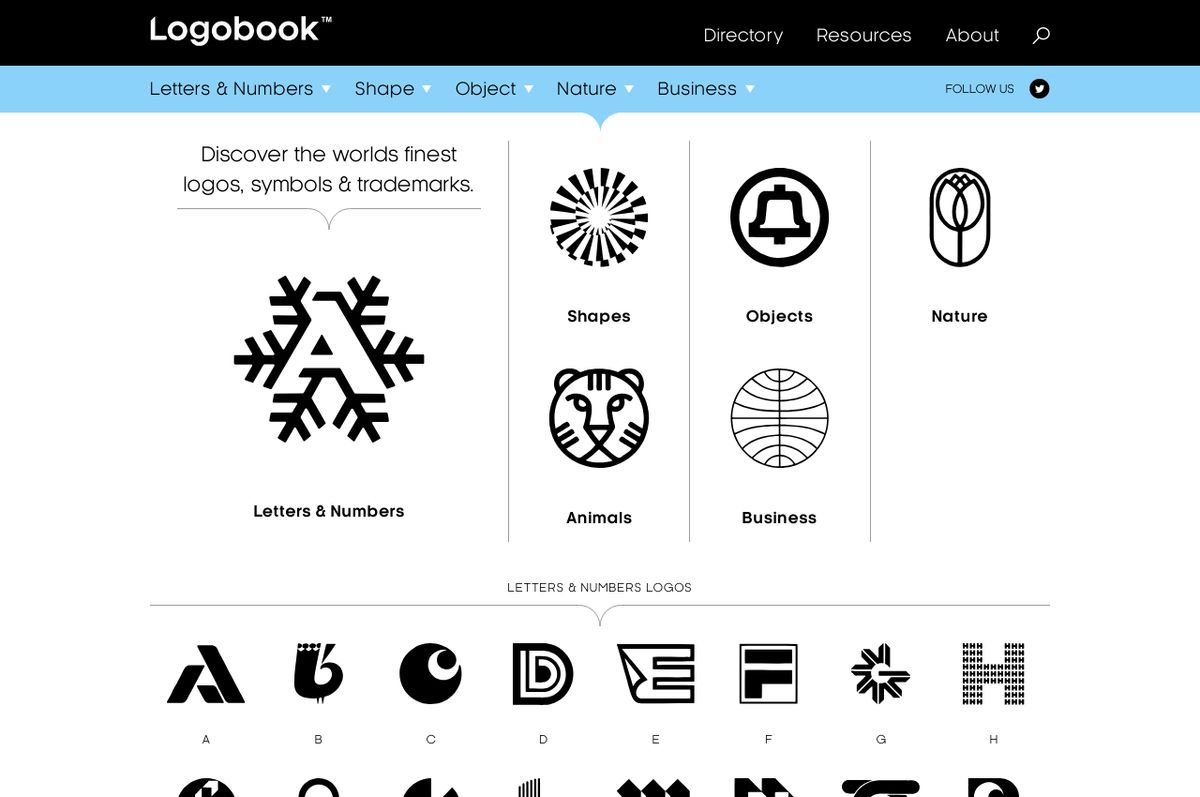 Logobook™
Directory Resources About
Letters & Numbers Shape Object Nature Business FOLLOW US
Discover the worlds finest
logos, symbols & trademarks.
Shapes Objects Nature
Letters & Numbers
Animals Business
LETTERS & NUMBERS LOGOS
A B C D E F G H